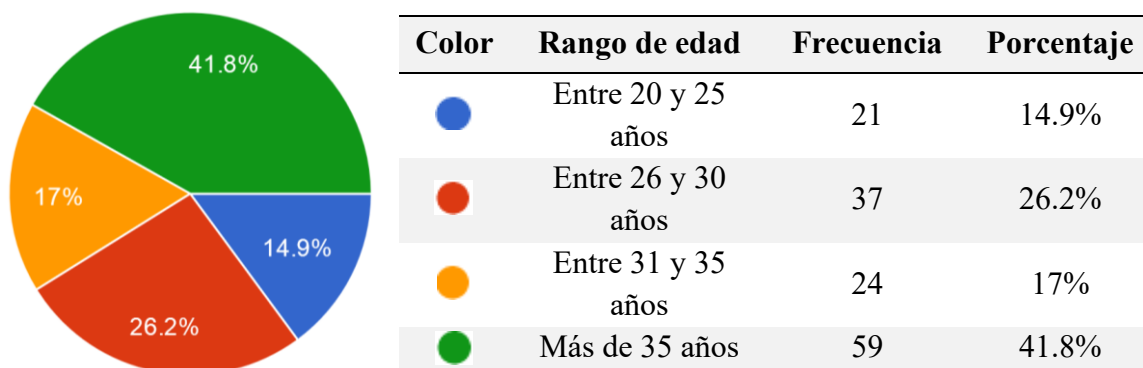 41.8%
17%
14.9%
26.2%
Color Rango de edad Frecuencia Porcentaje
Entre 20 y 25
años
21 14.9%
Entre 26 y 30
años
37 26.2%
Entre 31 y 35
años
24 17%
Más de 35 años 59 41.8%